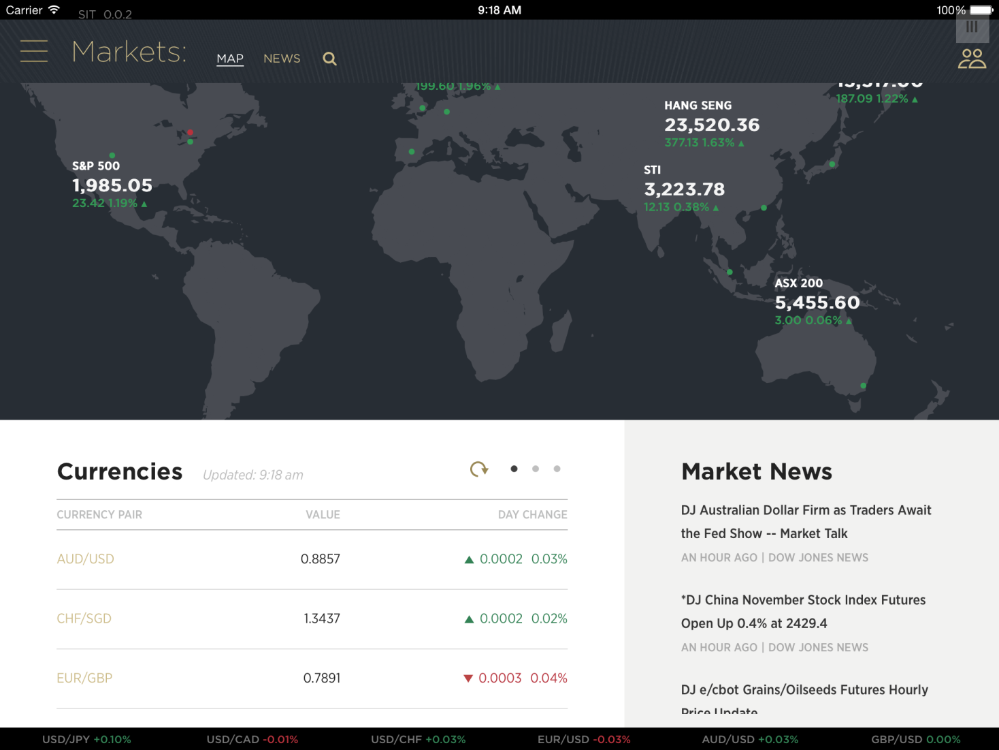 Carrier 9:18 AM 100%
SIT 0.0.2
Markets: MAP NEWS
199.60 1.96% ▲
187.09 1.22% ▲
HANG SENG
23,520.36
377.13 1.63% ▲
S&P 500
1,985.05
23.42 1.19% ▲
STI
3,223.78
12.13 0.38% ▲
ASX 200
5,455.60
3.00 0.06% ▲
Currencies Updated: 9:18 am
CURRENCY PAIR VALUE DAY CHANGE
AUD/USD 0.8857 ▲ 0.0002 0.03%
CHF/SGD 1.3437 ▲ 0.0002 0.02%
EUR/GBP 0.7891 ▼ 0.0003 0.04%
Market News
DJ Australian Dollar Firm as Traders Await
the Fed Show -- Market Talk
AN HOUR AGO | DOW JONES NEWS
*DJ China November Stock Index Futures
Open Up 0.4% at 2429.4
AN HOUR AGO | DOW JONES NEWS
DJ e/cbot Grains/Oilseeds Futures Hourly
Price Update
USD/JPY +0.10% USD/CAD -0.01% USD/CHF +0.03% EUR/USD -0.03% AUD/USD +0.03% GBP/USD 0.00%